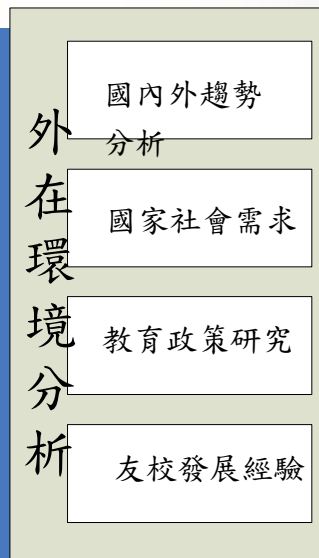 外在環境分析
國內外趨勢
分析
國家社會需求
教育政策研究
友校發展經驗